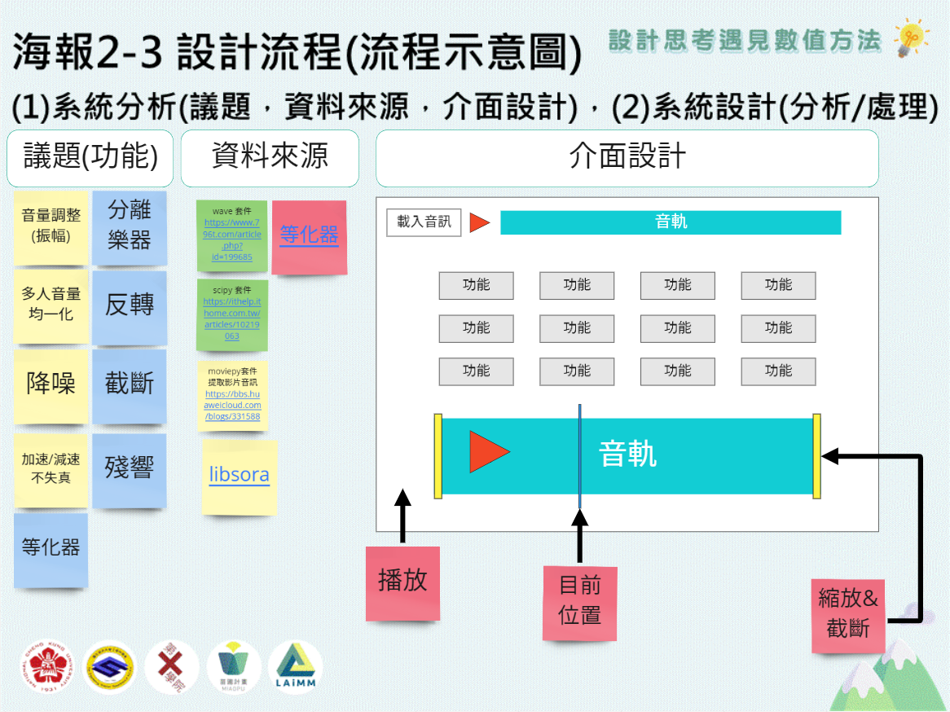 海報2-3 設計流程(流程示意圖)
設計思考遇見數值方法
(1)系統分析(議題，資料來源，介面設計)，(2)系統設計(分析/處理)
議題(功能)
資料來源
介面設計
音量調整
(振幅)
分離
樂器
多人音量
均一化
反轉
降噪
截斷
加速/減速
不失真
殘響
等化器
wave 套件
https://www.7
96t.com/article
.php?
id=199685
等化器
scipy 套件
https://ithelp.it
home.com.tw/
articles/10219
063
moviepy套件
提取影片音訊
https://bbs.hu
aweicloud.com
/blogs/331588
libsora
載入音訊
音軌
功能 功能 功能 功能
功能 功能 功能 功能
功能 功能 功能 功能
音軌
播放
目前
位置
縮放&
截斷
LAiMM